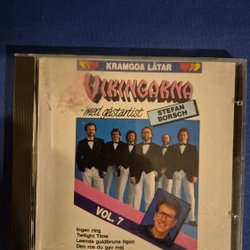 KRAMGOA LÅTAR
VIKINGARNA
med gästartist
STEFAN
BORSCH
VOL. 7
Ingen ring
Twilight Time
Leende guldbruna ögon
Den ros du gav mej